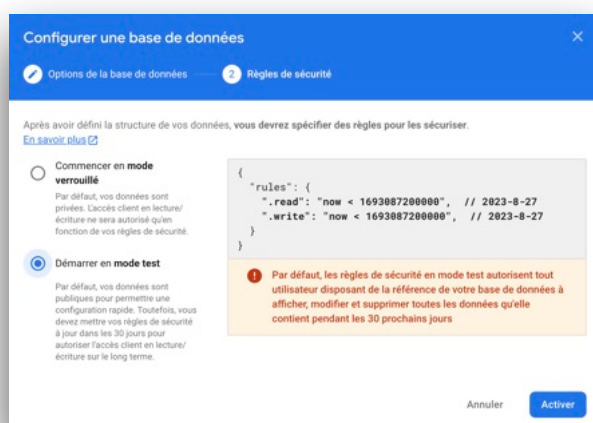 Configurer une base de données
Options de la base de données
2 Règles de sécurité
Après avoir défini la structure de vos données, vous devrez spécifier des règles pour les sécuriser.
En savoir plus
Commencer en mode
verrouillé
Par défaut, vos données sont
privées. L'accès client en lecture/
écriture ne sera autorisé qu'en
fonction de vos règles de sécurité.
Démarrer en mode test
Par défaut, vos données sont
publiques pour permettre une
configuration rapide. Toutefois, vous
devez mettre vos règles de sécurité
à jour dans les 30 jours pour
autoriser l'accès client en lecture/
écriture sur le long terme.
{
"rules": {
".read": "now < 1693087200000", // 2023-8-27
".write": "now < 1693087200000", // 2023-8-27
}
}
Par défaut, les règles de sécurité en mode test autorisent tout
utilisateur disposant de la référence de votre base de données à
afficher, modifier et supprimer toutes les données qu'elle
contient pendant les 30 prochains jours
Annuler
Activer